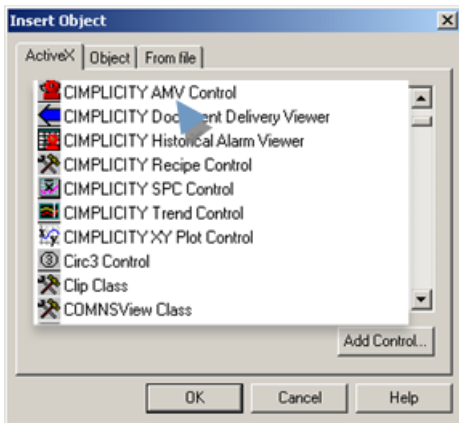 Insert Object
ActiveX Object From file
CIMPLICITY AMV Control
CIMPLICITY Document Delivery Viewer
CIMPLICITY Historical Alarm Viewer
CIMPLICITY Recipe Control
CIMPLICITY SPC Control
CIMPLICITY Trend Control
CIMPLICITY XY Plot Control
Circ3 Control
Clip Class
COMNSView Class
Add Control...
OK Cancel Help